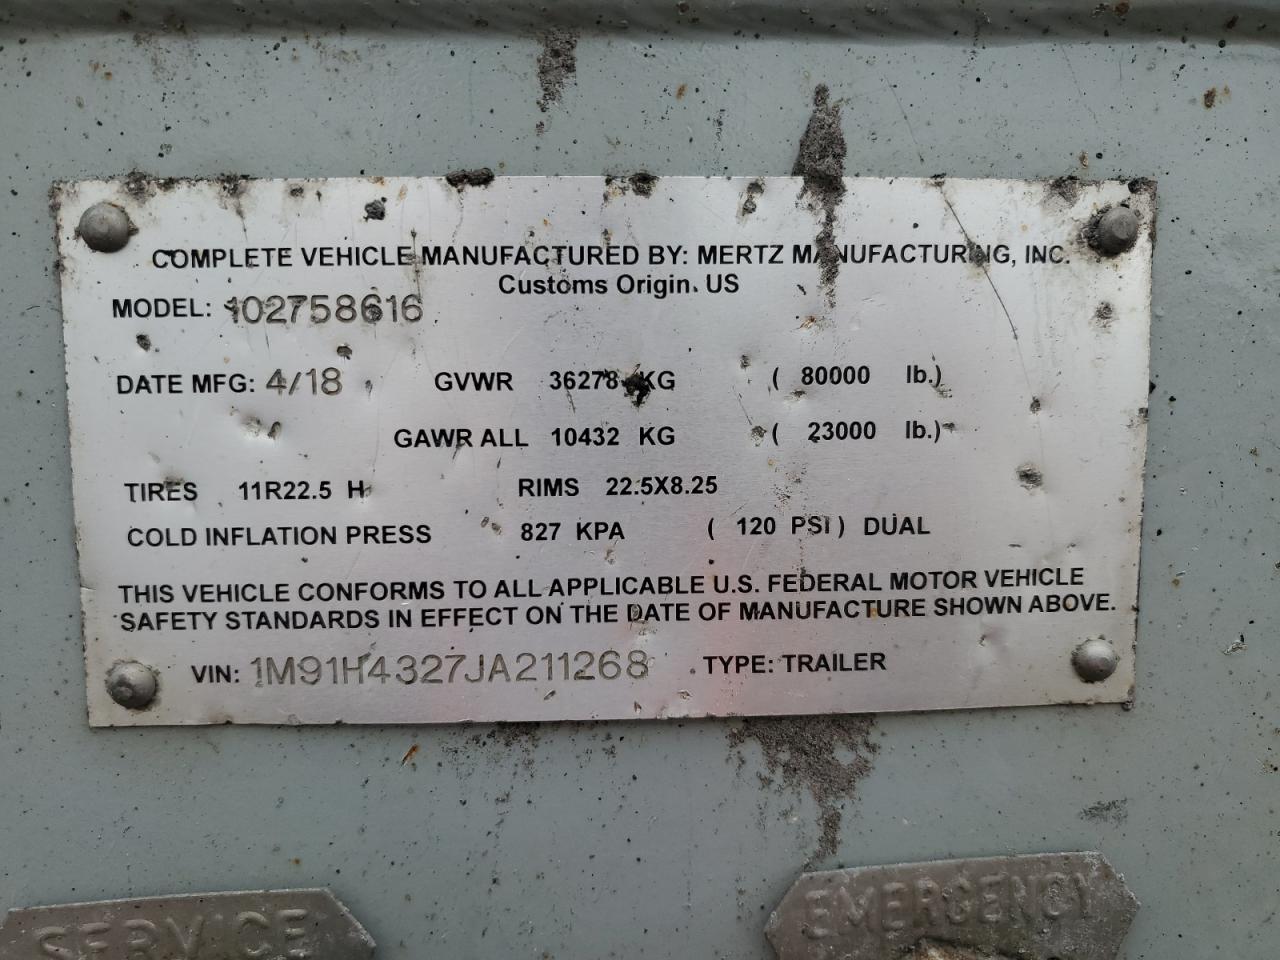 COMPLETE VEHICLE MANUFACTURED BY: MERTZ MANUFACTURING, INC.
Customs Origin. US
MODEL: 102758616
DATE MFG: 4/18 GVWR 36278 KG ( 80000 lb.)
GAWR ALL 10432 KG ( 23000 lb.)
TIRES 11R22.5 H RIMS 22.5X8.25
COLD INFLATION PRESS 827 KPA ( 120 PSI ) DUAL
THIS VEHICLE CONFORMS TO ALL APPLICABLE U.S. FEDERAL MOTOR VEHICLE
SAFETY STANDARDS IN EFFECT ON THE DATE OF MANUFACTURE SHOWN ABOVE.
VIN: 1M91H4327JA211268 TYPE: TRAILER
SERVICE EMERGENCY